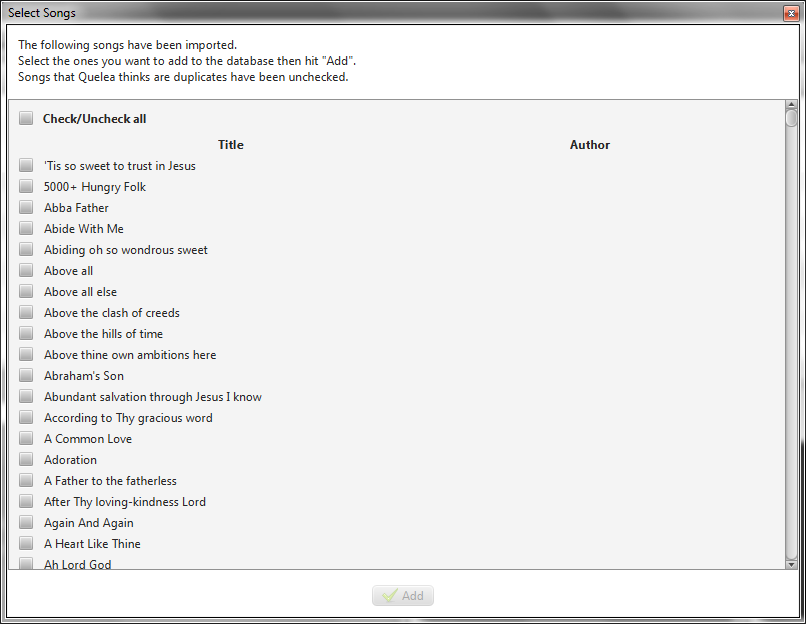 Select Songs
The following songs have been imported.
Select the ones you want to add to the database then hit "Add".
Songs that Quelea thinks are duplicates have been unchecked.
Check/Uncheck all
Title Author
'Tis so sweet to trust in Jesus
5000+ Hungry Folk
Abba Father
Abide With Me
Abiding oh so wondrous sweet
Above all
Above all else
Above the clash of creeds
Above the hills of time
Above thine own ambitions here
Abraham's Son
Abundant salvation through Jesus I know
According to Thy gracious word
A Common Love
Adoration
A Father to the fatherless
After Thy loving-kindness Lord
Again And Again
A Heart Like Thine
Ah Lord God
Add